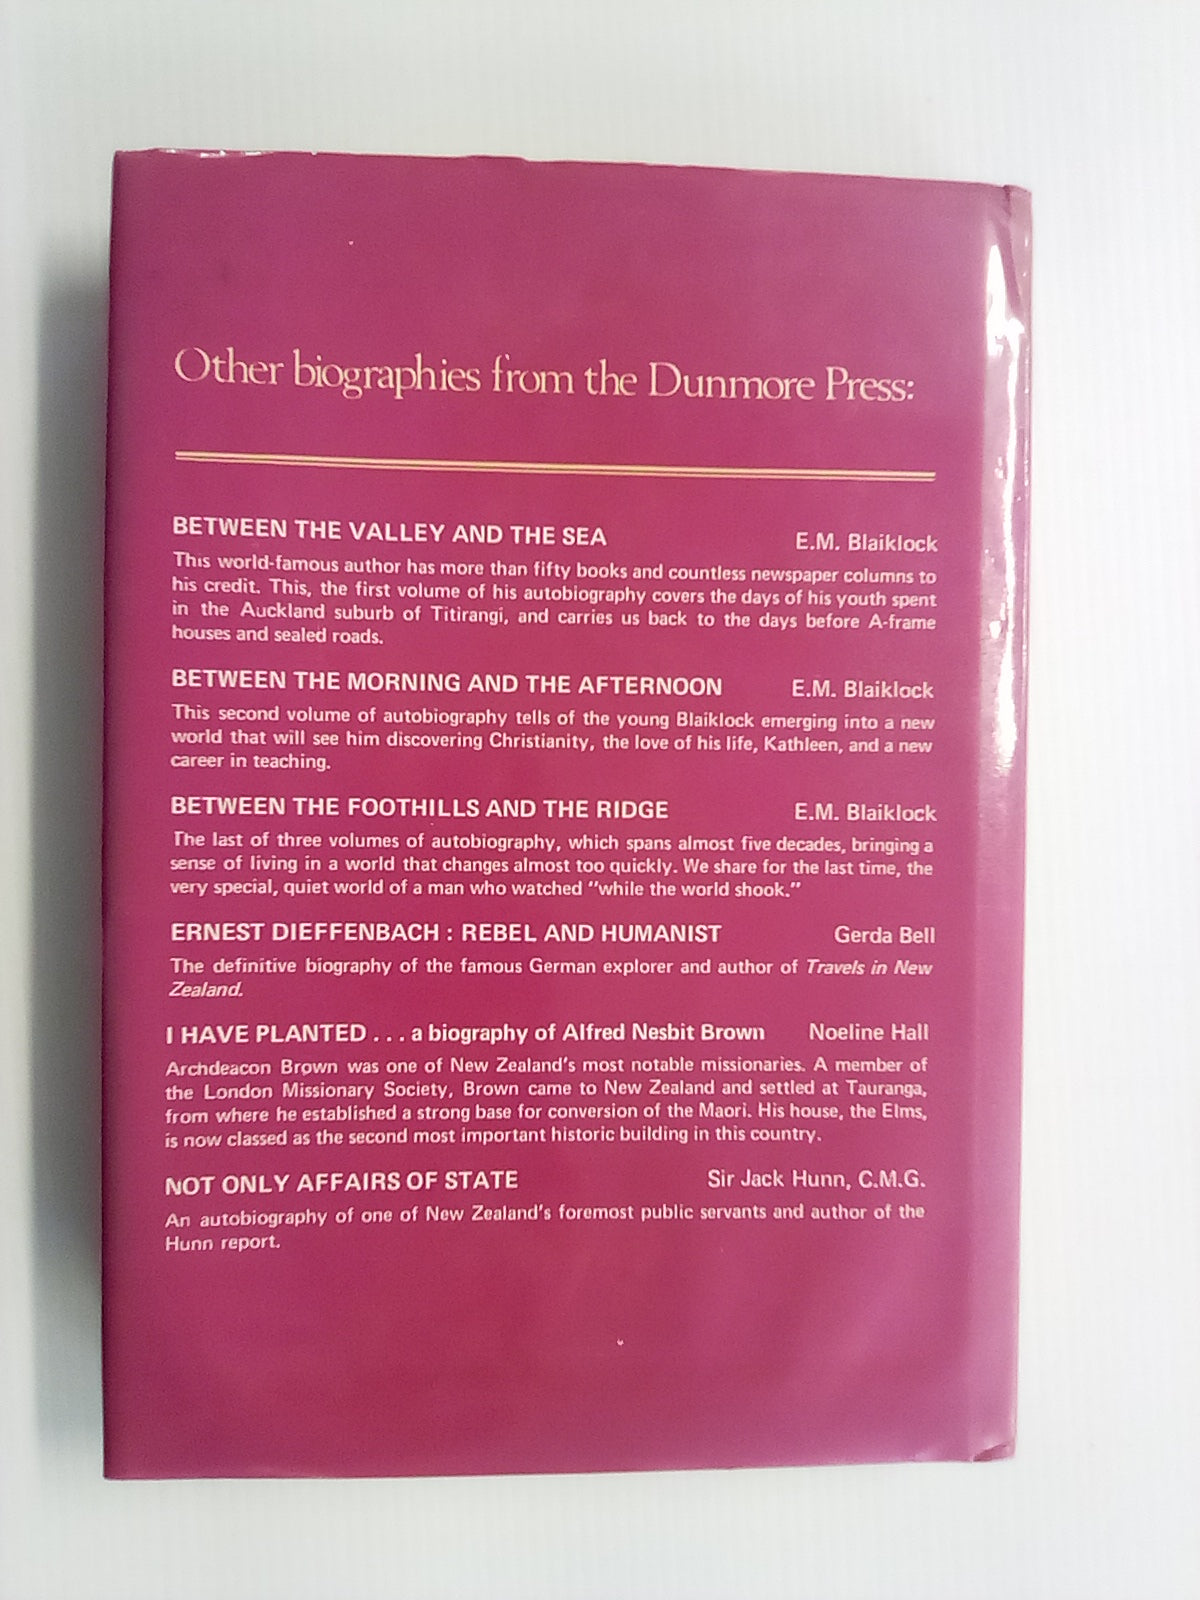 Other biographies from the Dunmore Press:
BETWEEN THE VALLEY AND THE SEA E.M. Blaiklock
This world-famous author has more than fifty books and countless newspaper columns to
his credit. This, the first volume of his autobiography covers the days of his youth spent
in the Auckland suburb of Titirangi, and carries us back to the days before A-frame
houses and sealed roads.
BETWEEN THE MORNING AND THE AFTERNOON E.M. Blaiklock
This second volume of autobiography tells of the young Blaiklock emerging into a new
world that will see him discovering Christianity, the love of his life, Kathleen, and a new
career in teaching.
BETWEEN THE FOOTHILLS AND THE RIDGE E.M. Blaiklock
The last of three volumes of autobiography, which spans almost five decades, bringing a
sense of living in a world that changes almost too quickly. We share for the last time, the
very special, quiet world of a man who watched "while the world shook."
ERNEST DIEFFENBACH : REBEL AND HUMANIST Gerda Bell
The definitive biography of the famous German explorer and author of Travels in New
Zealand.
I HAVE PLANTED . . . a biography of Alfred Nesbit Brown Noeline Hall
Archdeacon Brown was one of New Zealand's most notable missionaries. A member of
the London Missionary Society, Brown came to New Zealand and settled at Tauranga,
from where he established a strong base for conversion of the Maori. His house, the Elms,
is now classed as the second most important historic building in this country.
NOT ONLY AFFAIRS OF STATE Sir Jack Hunn, C.M.G.
An autobiography of one of New Zealand's foremost public servants and author of the
Hunn report.